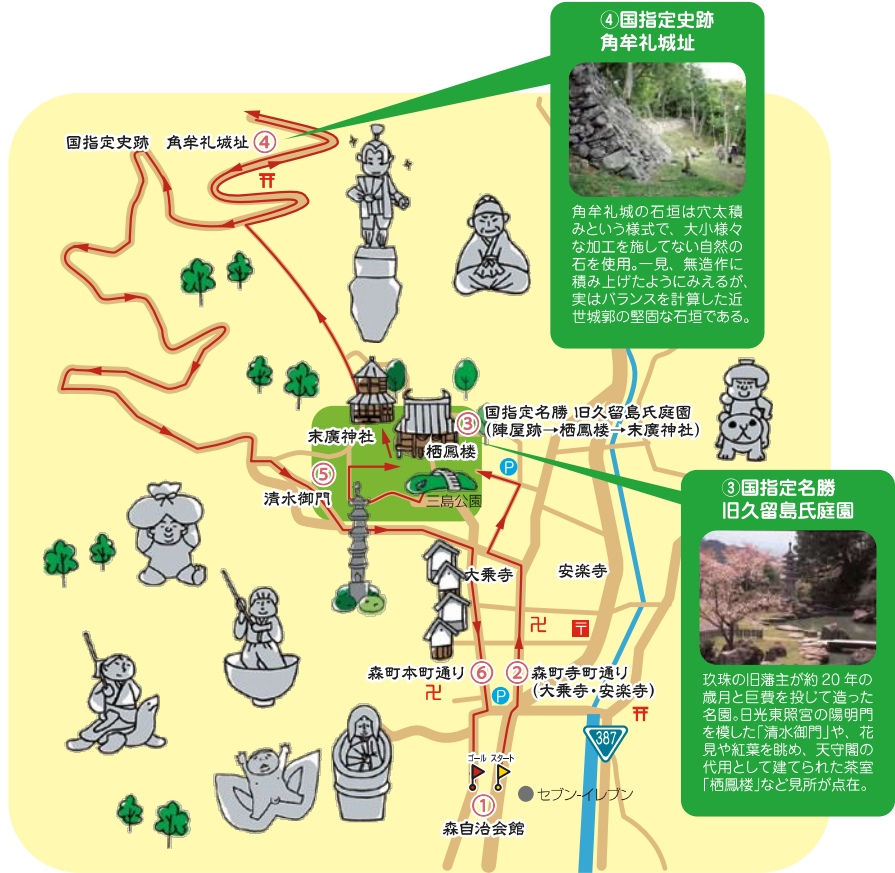 ④国指定史跡
角牟礼城址
角牟礼城の石垣は穴太積
みという様式で、大小様々
な加工を施してない自然の
石を使用。一見、無造作に
積み上げたようにみえるが、
実はバランスを計算した近
世城郭の堅固な石垣である。
国指定史跡 角牟礼城址 ④
③ 国指定名勝 旧久留島氏庭園
(陣屋跡→栖鳳楼→末廣神社)
末廣神社
栖鳳楼
⑤
清水御門
三島公園
P
③国指定名勝
旧久留島氏庭園
玖珠の旧藩主が約20年の
歳月と巨費を投じて造った
名園。日光東照宮の陽明門
を模した「清水御門」や、花
見や紅葉を眺め、天守閣の
代用として建てられた茶室
「栖鳳楼」など見所が点在。
大乗寺
安楽寺
卍
〒
森町本町通り ⑥
② 森町寺町通り
(大乗寺・安楽寺)
卍
P
387
ゴール スタート
①
セブン-イレブン
森自治会館